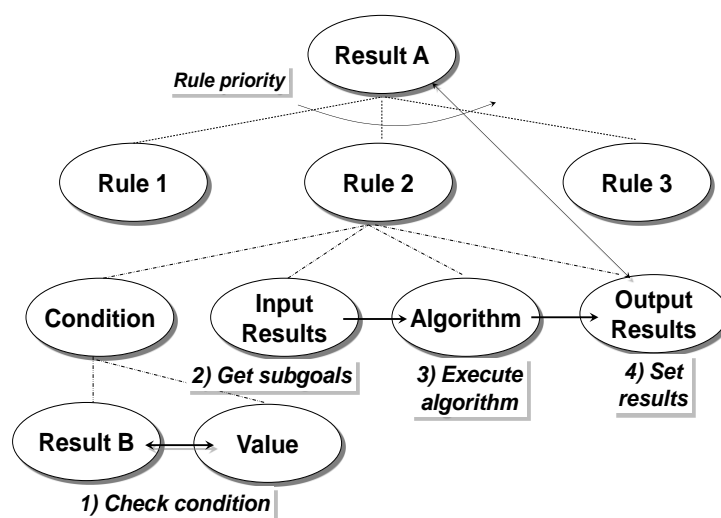 Result A
Rule priority
Rule 1
Rule 2
Rule 3
Condition
Input
Results
Algorithm
Output
Results
2) Get subgoals
3) Execute
algorithm
4) Set
results
Result B
Value
1) Check condition